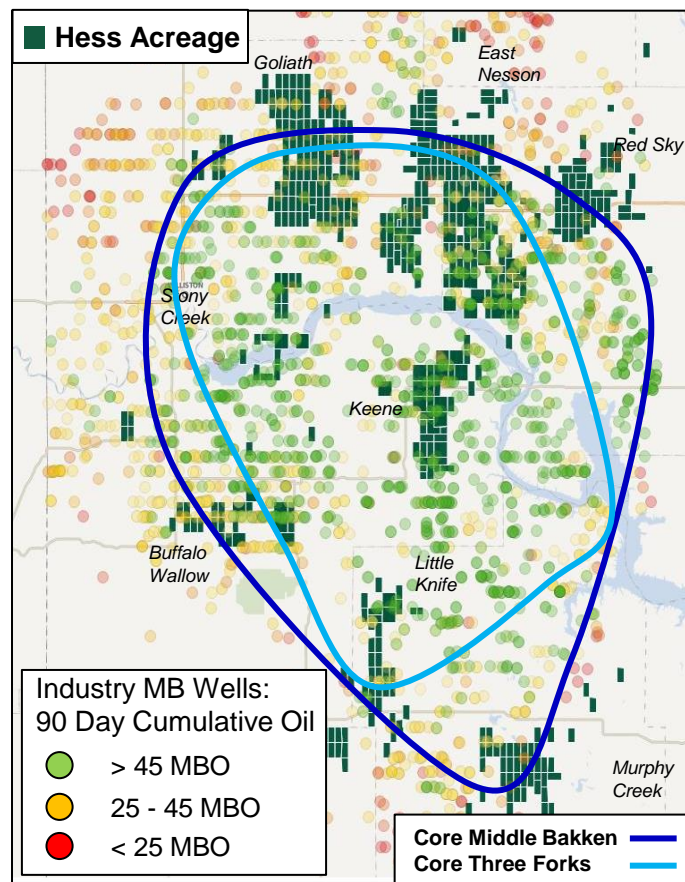 Hess Acreage
Goliath
East
Nesson
Red Sky
LLISTON
Stony
Creek
Keene
Buffalo
Wallow
Little
Knife
Industry MB Wells:
90 Day Cumulative Oil
> 45 MBO
25 - 45 MBO
< 25 MBO
Murphy
Creek
Core Middle Bakken
Core Three Forks